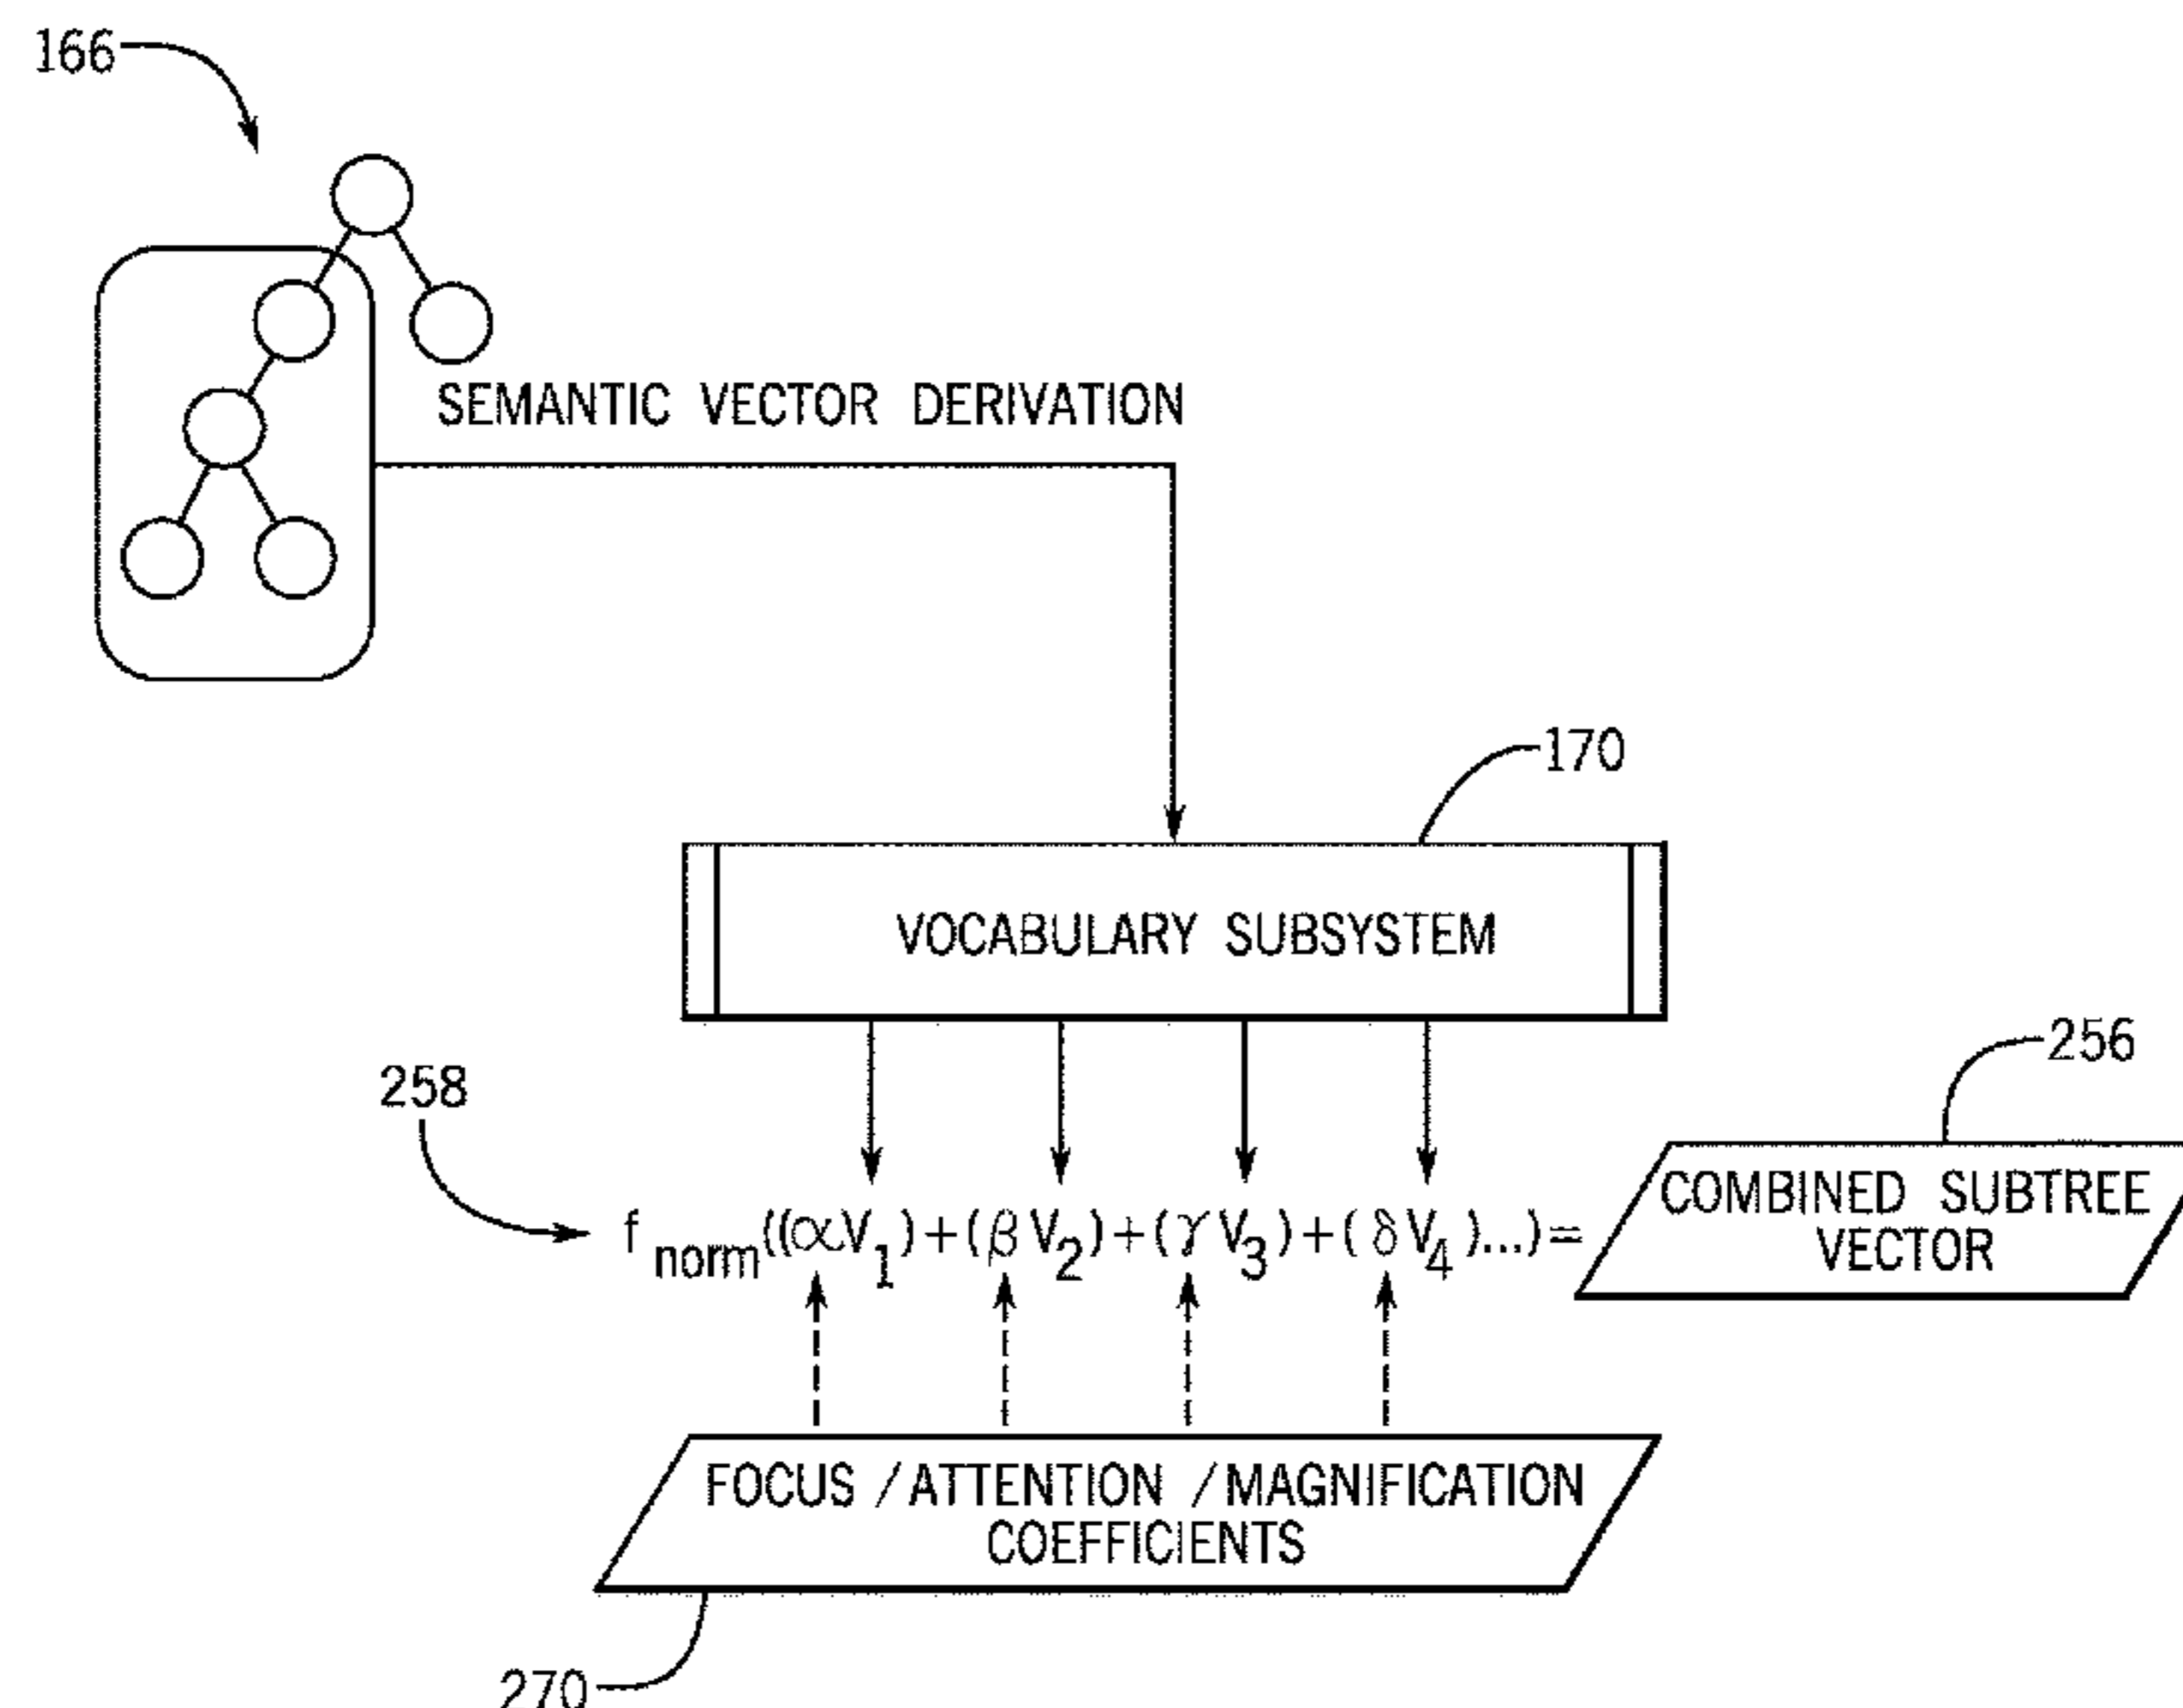 166
SEMANTIC VECTOR DERIVATION
170
VOCABULARY SUBSYSTEM
256
258
f norm((αV1)+(βV2)+(γV3)+(δV4)...)=
COMBINED SUBTREE
VECTOR
FOCUS /ATTENTION /MAGNIFICATION
COEFFICIENTS
270